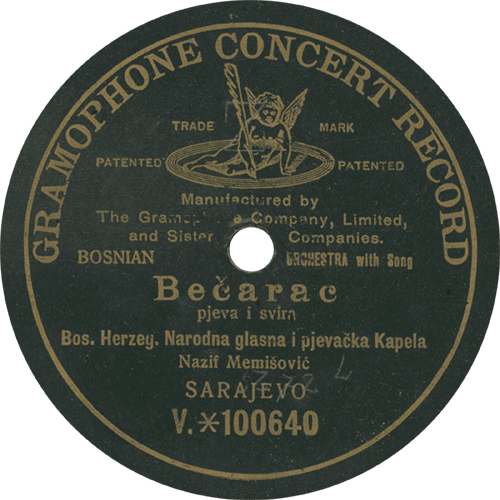 GRAMOPHONE CONCERT RECORD
TRADE MARK
PATENTED PATENTED
Manufactured by
The Gramophone Company, Limited,
and Sister Companies.
BOSNIAN ORCHESTRA with Song
Bečarac
pjeva i svira
Bos. Herzeg. Narodna glasna i pjevačka Kapela
Nazif Memišović
SARAJEVO
V.*100640